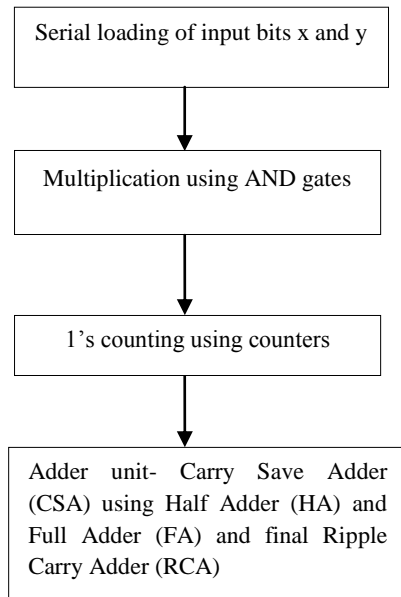 Serial loading of input bits x and y
Multiplication using AND gates
1’s counting using counters
Adder unit- Carry Save Adder
(CSA) using Half Adder (HA) and
Full Adder (FA) and final Ripple
Carry Adder (RCA)